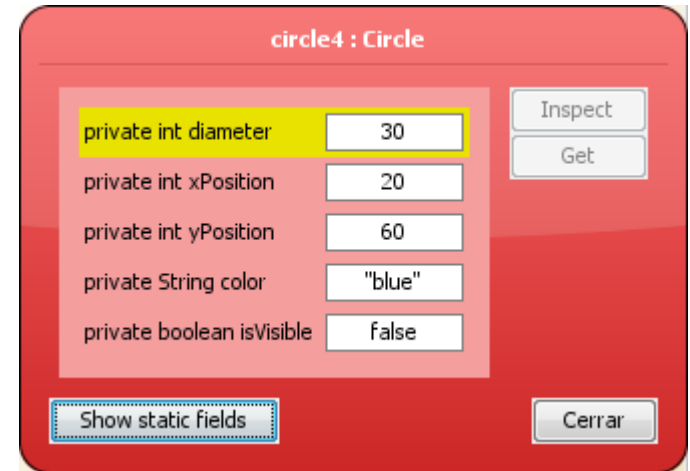 circle4 : Circle
private int diameter 30
private int xPosition 20
private int yPosition 60
private String color "blue"
private boolean isVisible false
Inspect
Get
Show static fields
Cerrar